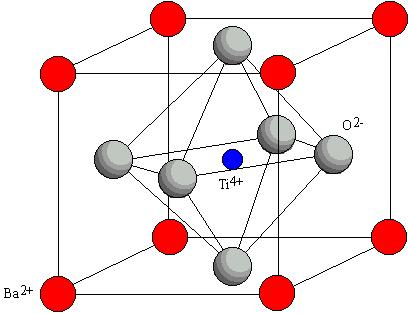 O2-
Ti4+
Ba2+